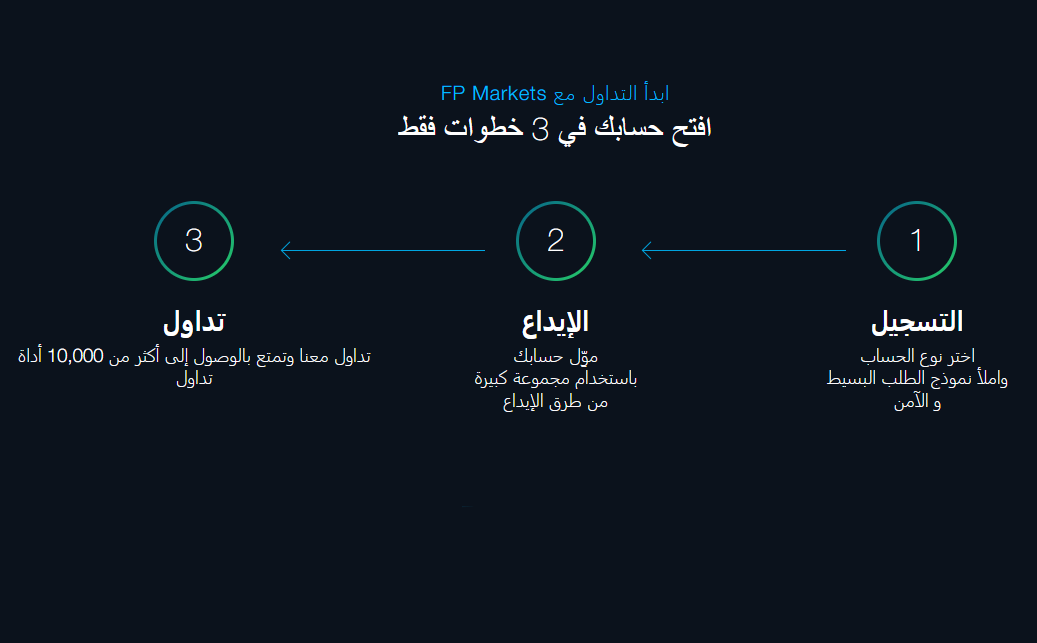 ابدأ التداول مع FP Markets
افتح حسابك في 3 خطوات فقط
1
التسجيل
اختر نوع الحساب
واملأ نموذج الطلب البسيط
و الآمن
2
الإيداع
موّل حسابك
باستخدام مجموعة كبيرة
من طرق الإيداع
3
تداول
تداول معنا وتمتع بالوصول إلى أكثر من 10,000 أداة
تداول